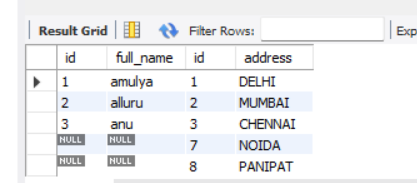 Result Grid Filter Rows: Exp
id full_name id address
1 amulya 1 DELHI
2 alluru 2 MUMBAI
3 anu 3 CHENNAI
NULL NULL 7 NOIDA
NULL NULL 8 PANIPAT